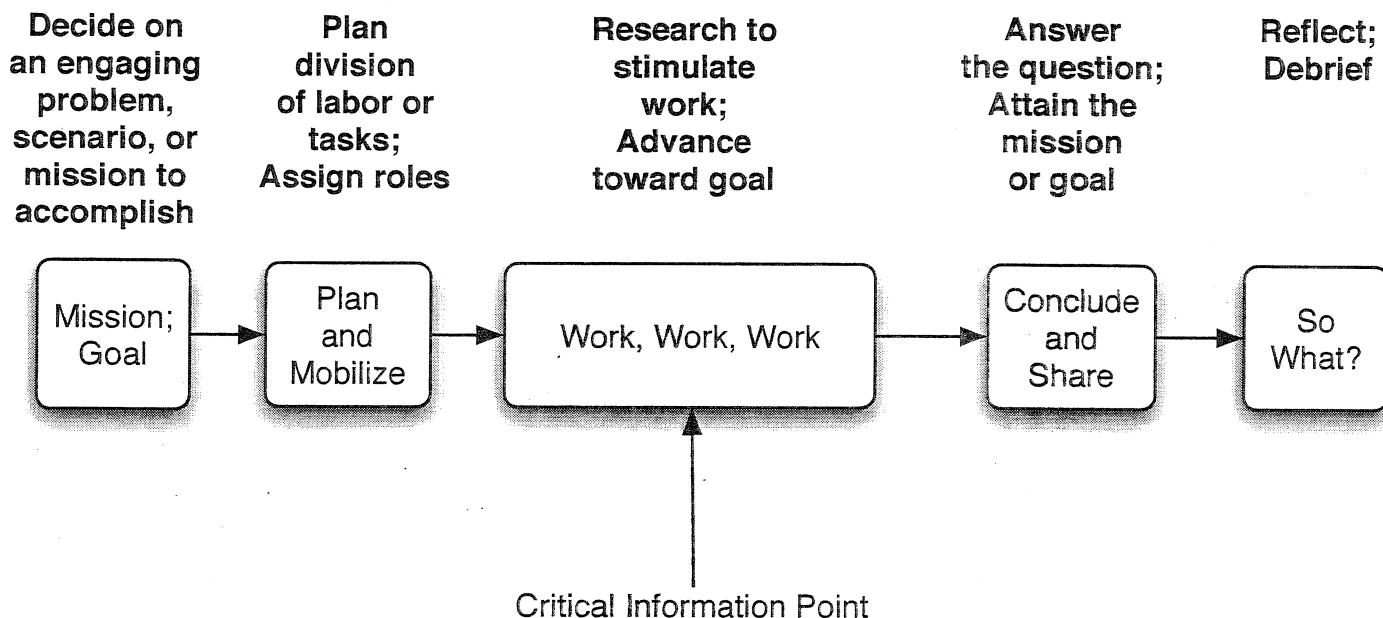 Decide on
an engaging
problem,
scenario, or
mission to
accomplish
Plan
division
of labor or
tasks;
Assign roles
Research to
stimulate
work;
Advance
toward goal
Answer
the question;
Attain the
mission
or goal
Reflect;
Debrief
Mission;
Goal
Plan
and
Mobilize
Work, Work, Work
Conclude
and
Share
So
What?
Critical Information Point